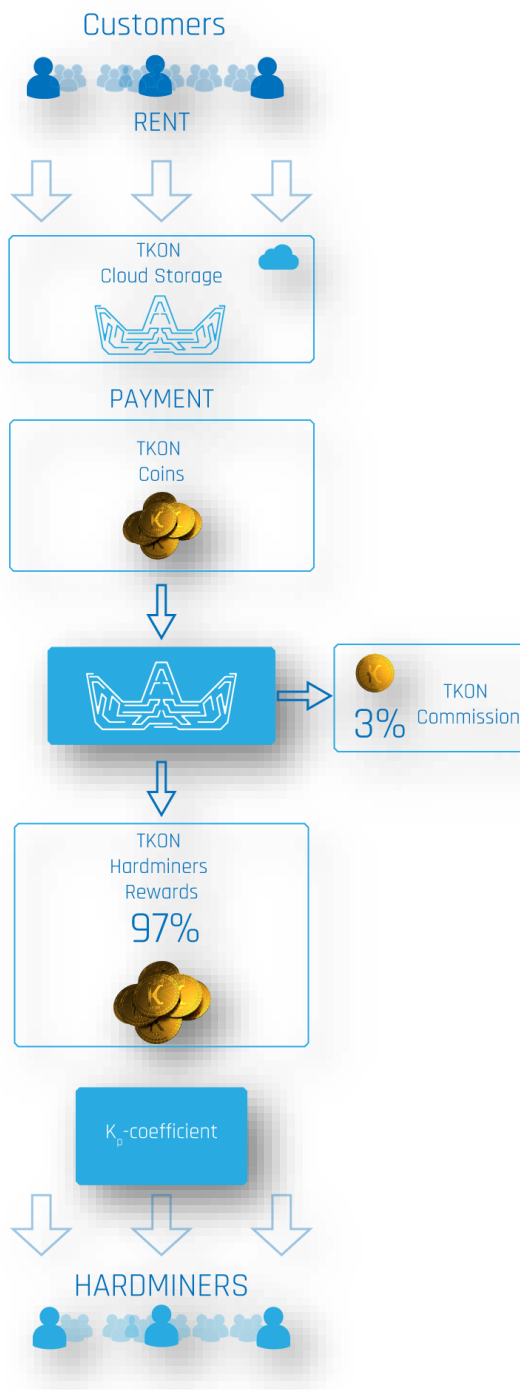 Customers
RENT
TKON
Cloud Storage
PAYMENT
TKON
Coins
3%
TKON
Commission
TKON
Hardminers
Rewards
97%
Kp-coefficient
HARDMINERS